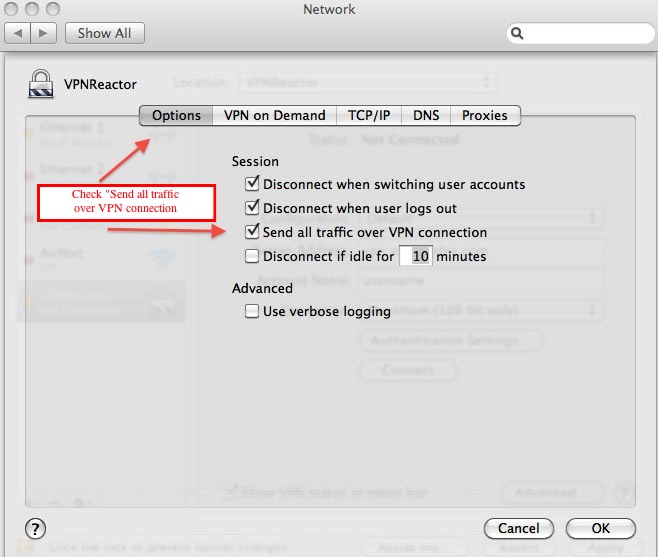 Network
Show All
VPNReactor
Location: VPNReactor
Options VPN on Demand TCP/IP DNS Proxies
Ethernet 1
Status: Not Connected
Session
Ethernet 2
Disconnect when switching user accounts
Check "Send all traffic
over VPN connection
Disconnect when user logs out
Send all traffic over VPN connection
AirPort
Off
Disconnect if idle for 10 minutes
Account Name: username
Advanced
Use verbose logging
(128 bit only)
Authentication Settings...
Connect
Show VPN status in menu bar
Advanced...
?
?
Cancel
OK
Click the lock to prevent further changes.
Assist me...
Revert
Apply